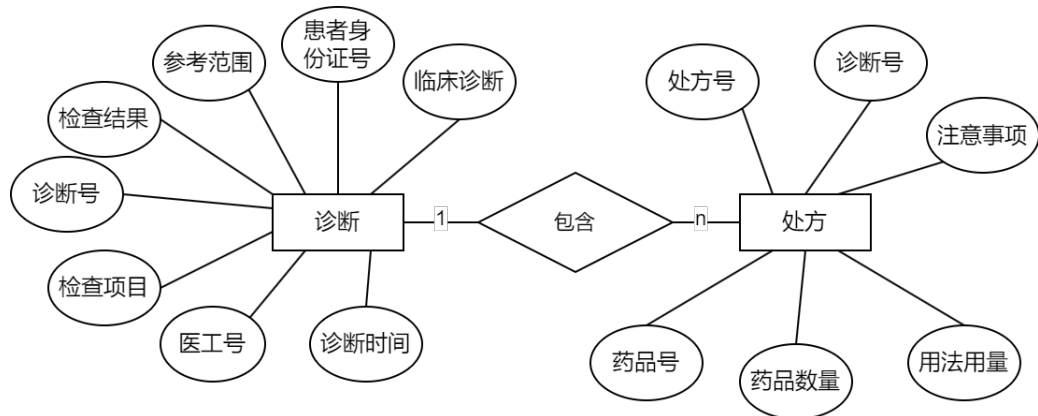 患者身
份证号
参考范围
临床诊断
处方号
诊断号
检查结果
注意事项
诊断号
诊断
1
包含
n
处方
检查项目
医工号
诊断时间
药品号
药品数量
用法用量